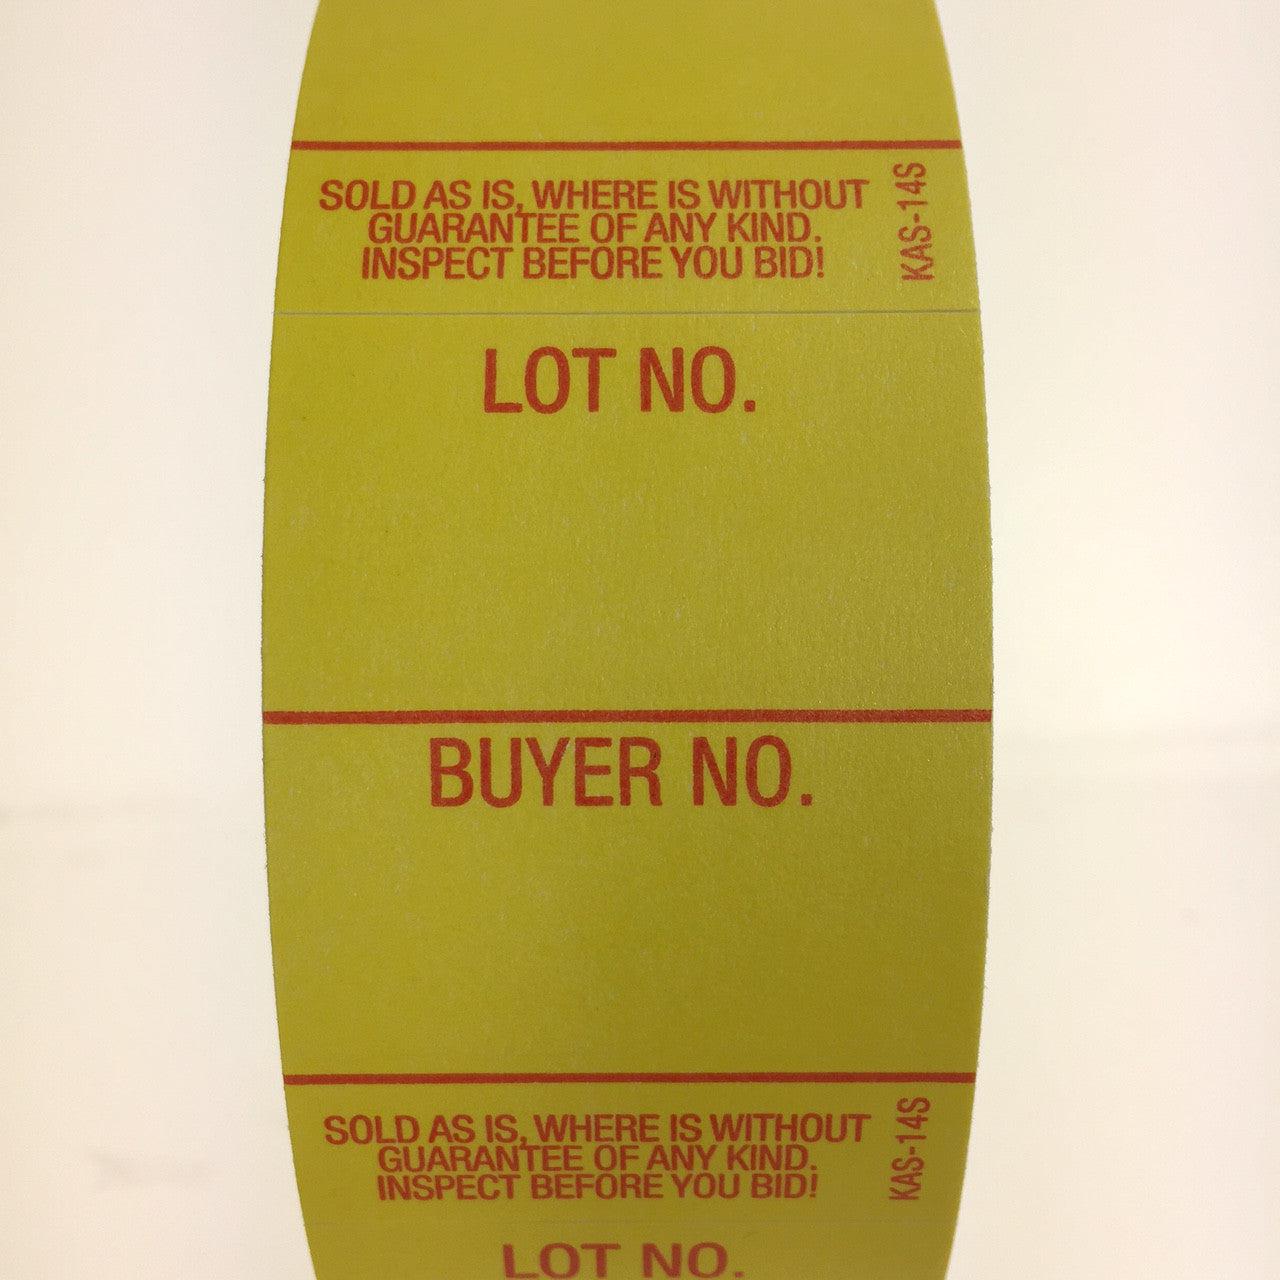 SOLD AS IS, WHERE IS WITHOUT
GUARANTEE OF ANY KIND.
INSPECT BEFORE YOU BID!
KAS-14S
LOT NO.
BUYER NO.
SOLD AS IS, WHERE IS WITHOUT
GUARANTEE OF ANY KIND.
INSPECT BEFORE YOU BID!
KAS-14S
LOT NO.